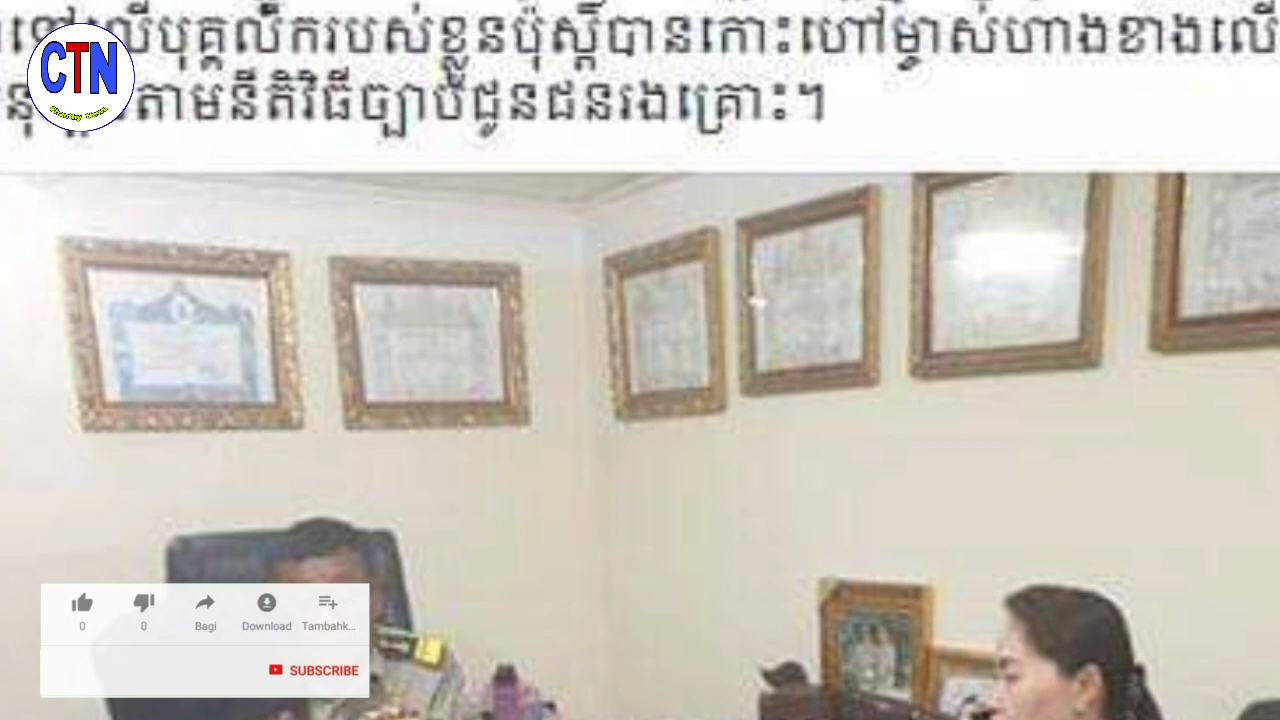 លើបុគ្គលិករបស់ខ្លួនប៉ុស្តិ៍បានកោះហៅម្ចាស់ហាងខាងលើ
CTN
តាមនីតិវិធីច្បាប់ជូនជនរងគ្រោះ។
0
0
Bagi
Download
Tambahk...
SUBSCRIBE